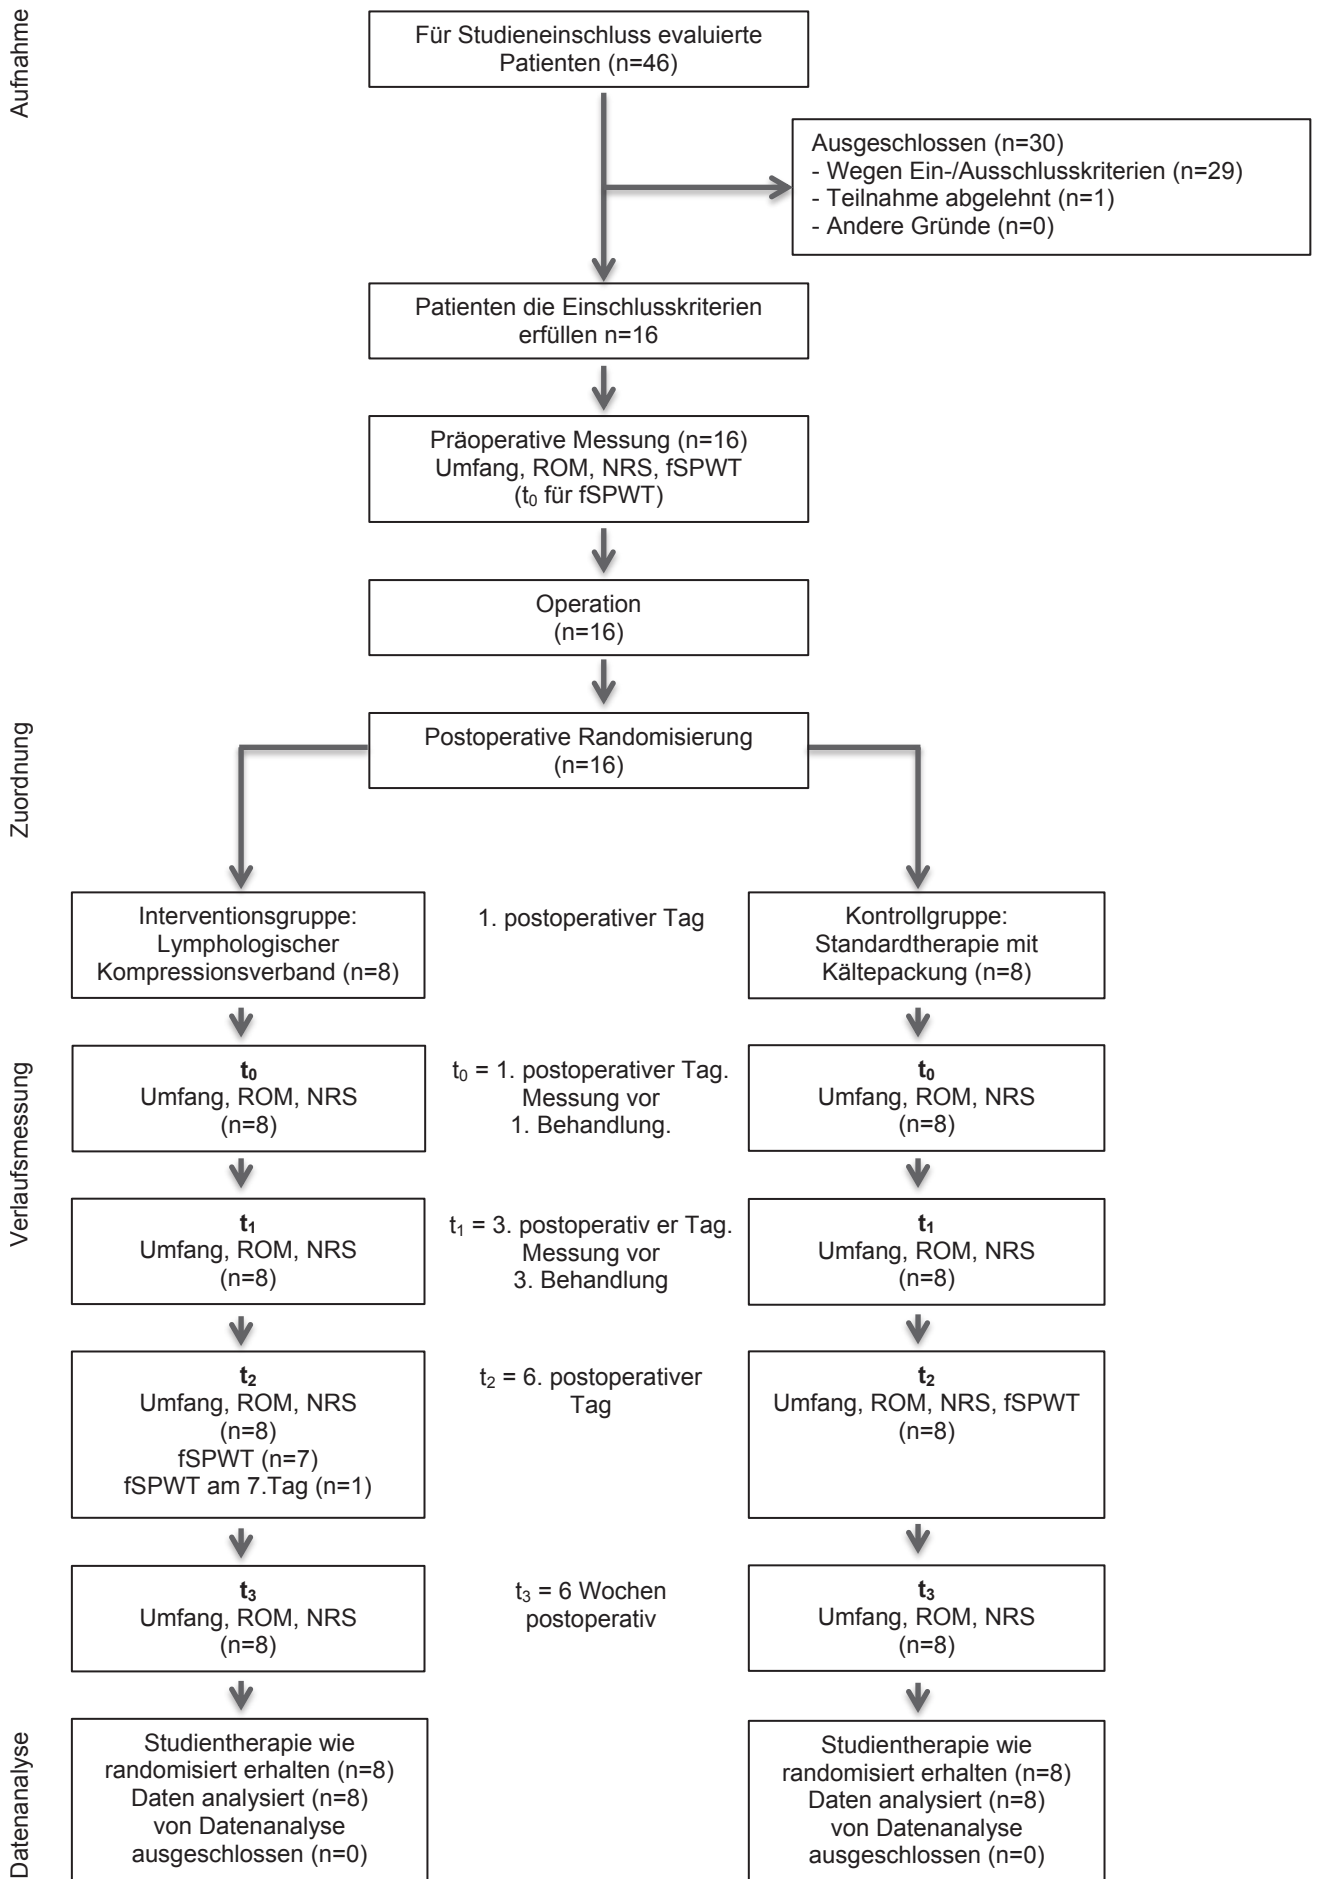 Aufnahme
Für Studieneinschluss evaluierte
Patienten (n=46)
Ausgeschlossen (n=30)
- Wegen Ein-/Ausschlusskriterien (n=29)
- Teilnahme abgelehnt (n=1)
- Andere Gründe (n=0)
Patienten die Einschlusskriterien
erfüllen n=16
Präoperative Messung (n=16)
Umfang, ROM, NRS, fSPWT
(t₀ für fSPWT)
Operation
(n=16)
Zuordnung
Postoperative Randomisierung
(n=16)
Interventionsgruppe:
Lymphologischer
Kompressionsverband (n=8)
1. postoperativer Tag
Kontrollgruppe:
Standardtherapie mit
Kältepackung (n=8)
Verlaufsmessung
t₀
Umfang, ROM, NRS
(n=8)
t₀ = 1. postoperativer Tag.
Messung vor
1. Behandlung.
t₀
Umfang, ROM, NRS
(n=8)
t₁
Umfang, ROM, NRS
(n=8)
t₁ = 3. postoperativ er Tag.
Messung vor
3. Behandlung
t₁
Umfang, ROM, NRS
(n=8)
t₂
Umfang, ROM, NRS
(n=8)
fSPWT (n=7)
fSPWT am 7.Tag (n=1)
t₂ = 6. postoperativer
Tag
t₂
Umfang, ROM, NRS, fSPWT
(n=8)
t₃
Umfang, ROM, NRS
(n=8)
t₃ = 6 Wochen
postoperativ
t₃
Umfang, ROM, NRS
(n=8)
Datenanalyse
Studientherapie wie
randomisiert erhalten (n=8)
Daten analysiert (n=8)
von Datenanalyse
ausgeschlossen (n=0)
Studientherapie wie
randomisiert erhalten (n=8)
Daten analysiert (n=8)
von Datenanalyse
ausgeschlossen (n=0)